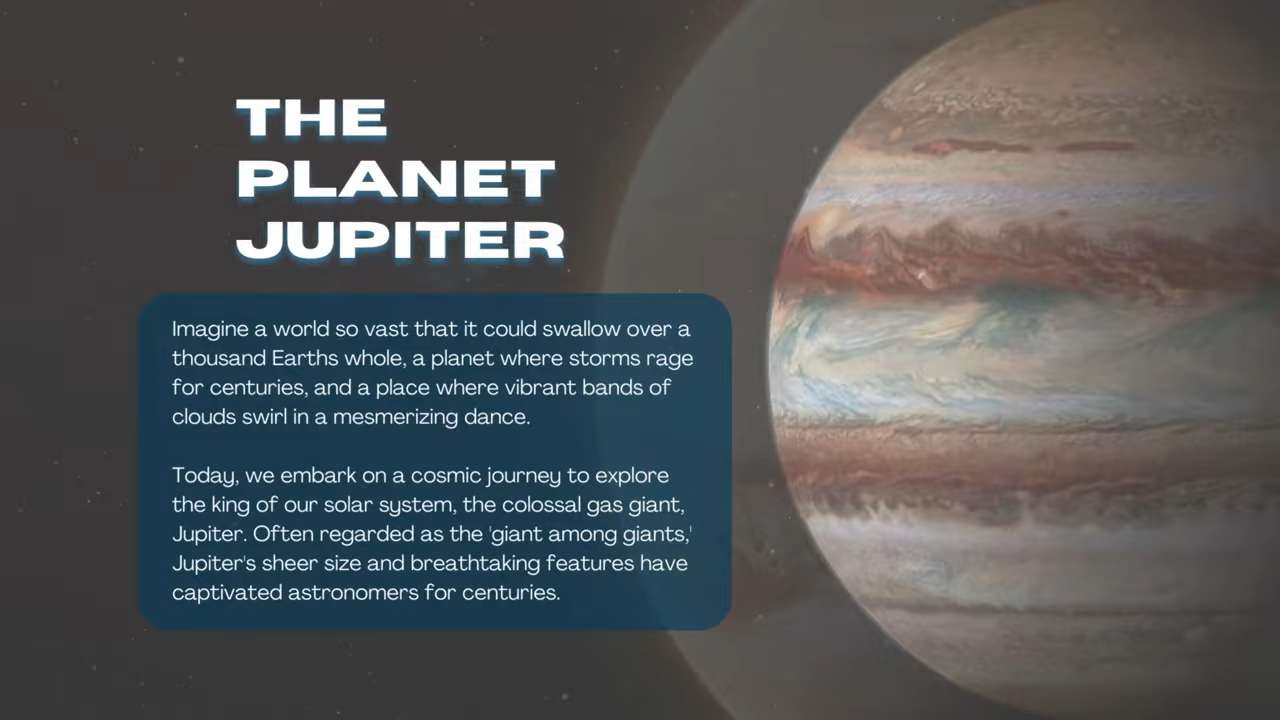 THE
PLANET
JUPITER
Imagine a world so vast that it could swallow over a
thousand Earths whole, a planet where storms rage
for centuries, and a place where vibrant bands of
clouds swirl in a mesmerizing dance.
Today, we embark on a cosmic journey to explore
the king of our solar system, the colossal gas giant,
Jupiter. Often regarded as the 'giant among giants,'
Jupiter's sheer size and breathtaking features have
captivated astronomers for centuries.